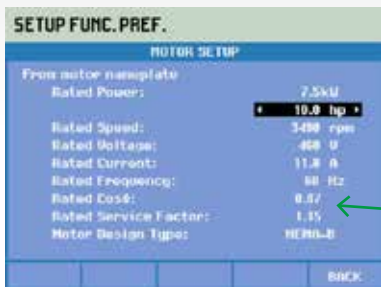 SETUP FUNC. PREF.
MOTOR SETUP
From motor nameplate
Rated Power: 7.5kW
10.0 hp
Rated Speed: rpm
Rated Voltage: 460 V
Rated Current: 11.0 A
Rated Frequency: 60 Hz
Rated Cosϕ: 0.87
Rated Service Factor: 1.15
Motor Design Type: NEMA-B
BACK